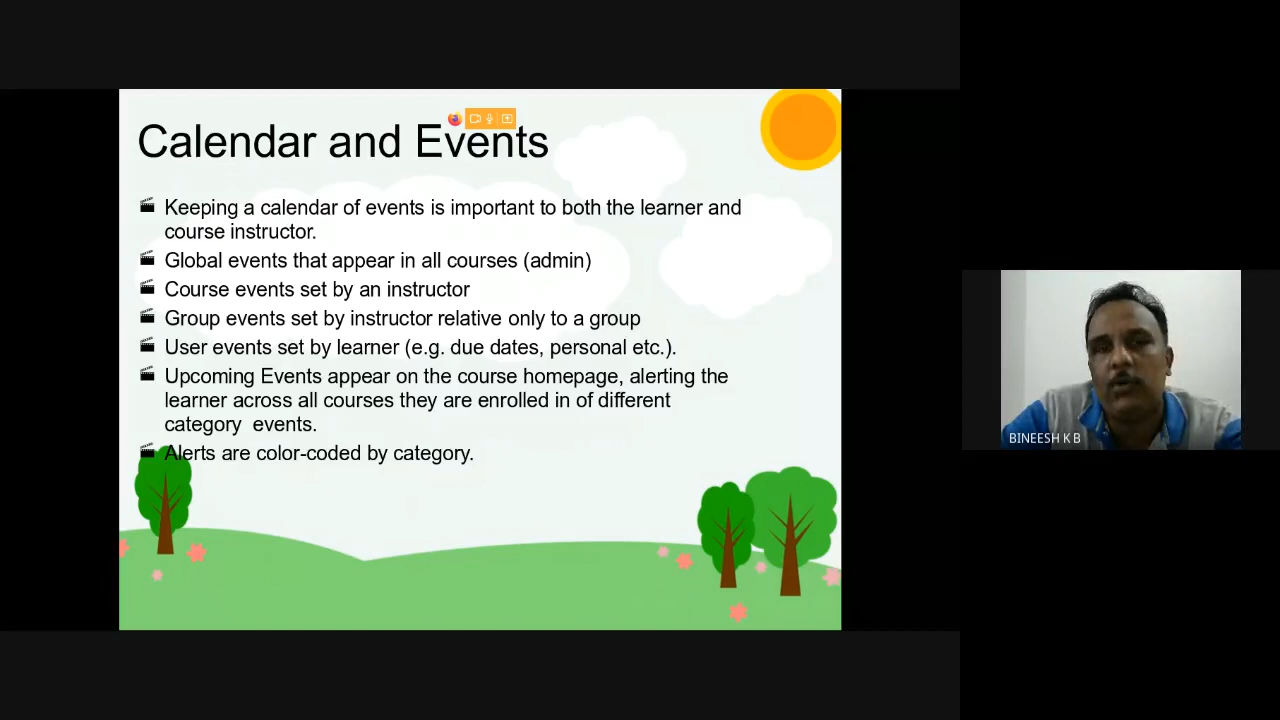 Calendar and Events
Keeping a calendar of events is important to both the learner and
course instructor.
Global events that appear in all courses (admin)
Course events set by an instructor
Group events set by instructor relative only to a group
User events set by learner (e.g. due dates, personal etc.).
Upcoming Events appear on the course homepage, alerting the
learner across all courses they are enrolled in of different
category  events.
Alerts are color-coded by category.
BINEESH K B